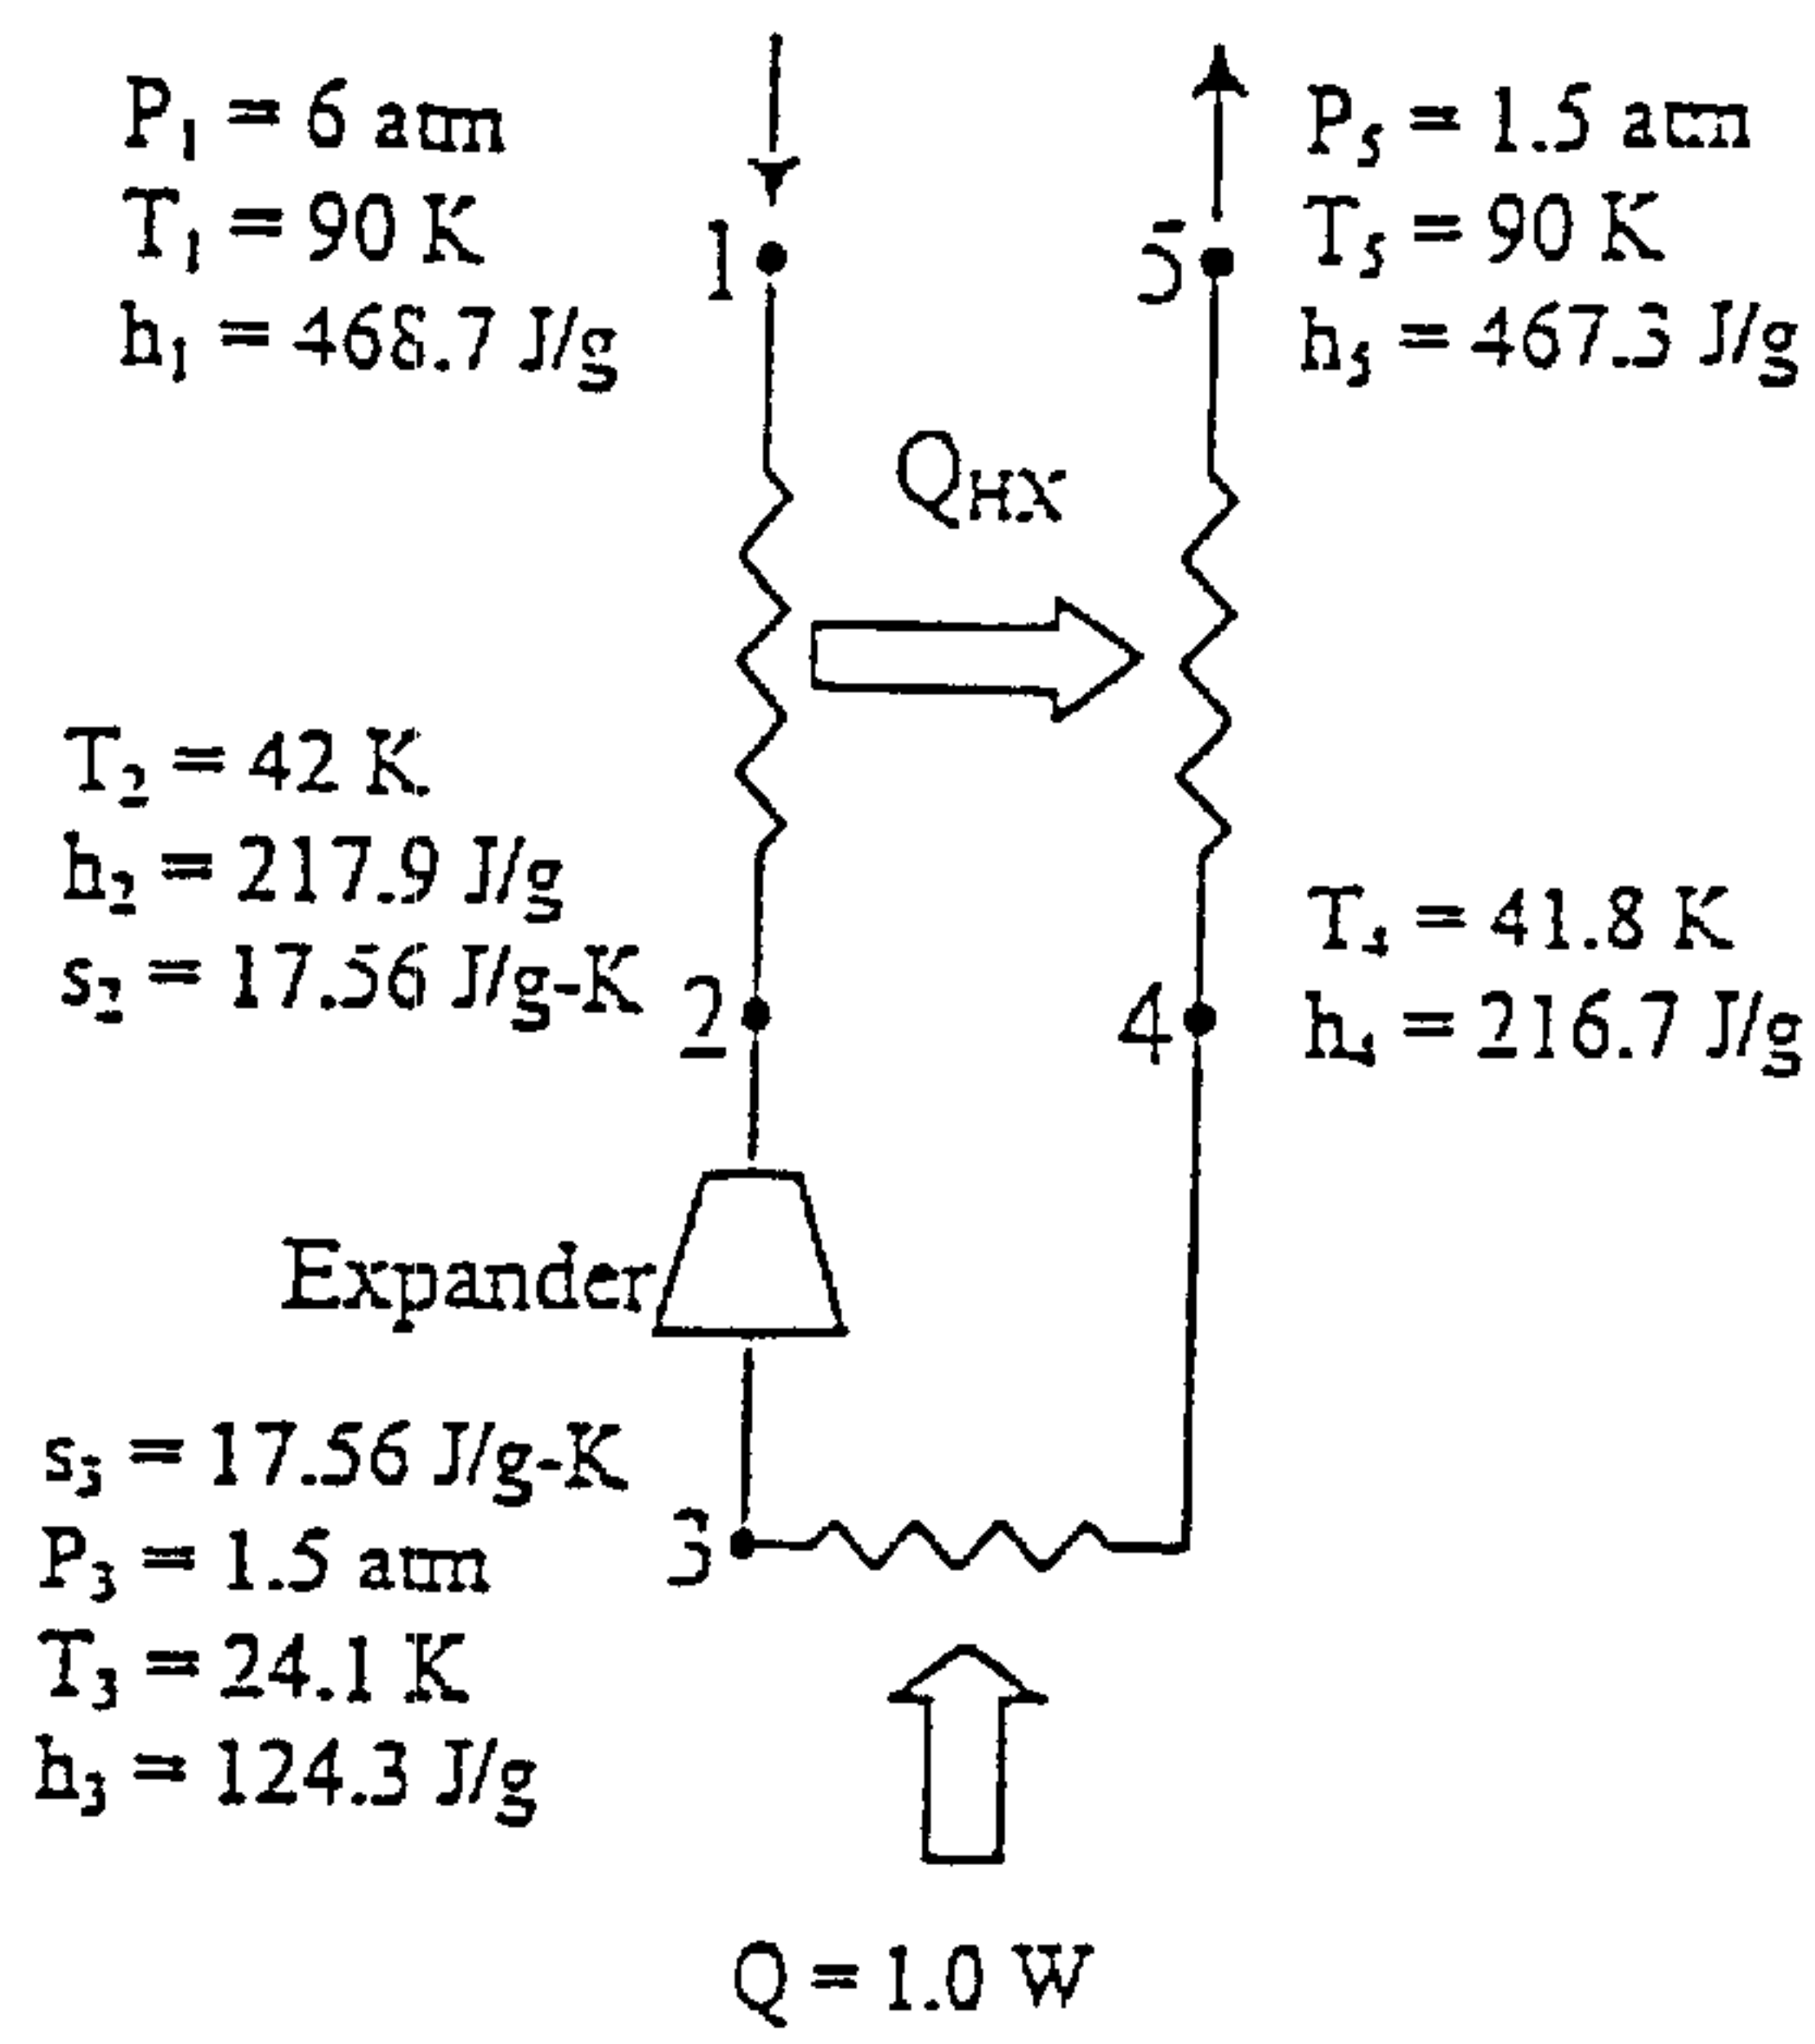 P₁ = 6 atm
T₁ = 90 K
h₁ = 468.7 J/g
1
5
P₅ = 1.5 atm
T₅ = 90 K
h₅ = 467.3 J/g
Q_HX
T₂ = 42 K
h₂ = 217.9 J/g
s₂ = 17.56 J/g-K
2
4
T₄ = 41.8 K
h₄ = 216.7 J/g
Expander
s₃ = 17.56 J/g-K
P₃ = 1.5 atm
T₃ = 24.1 K
h₃ = 124.3 J/g
3
Q = 1.0 W